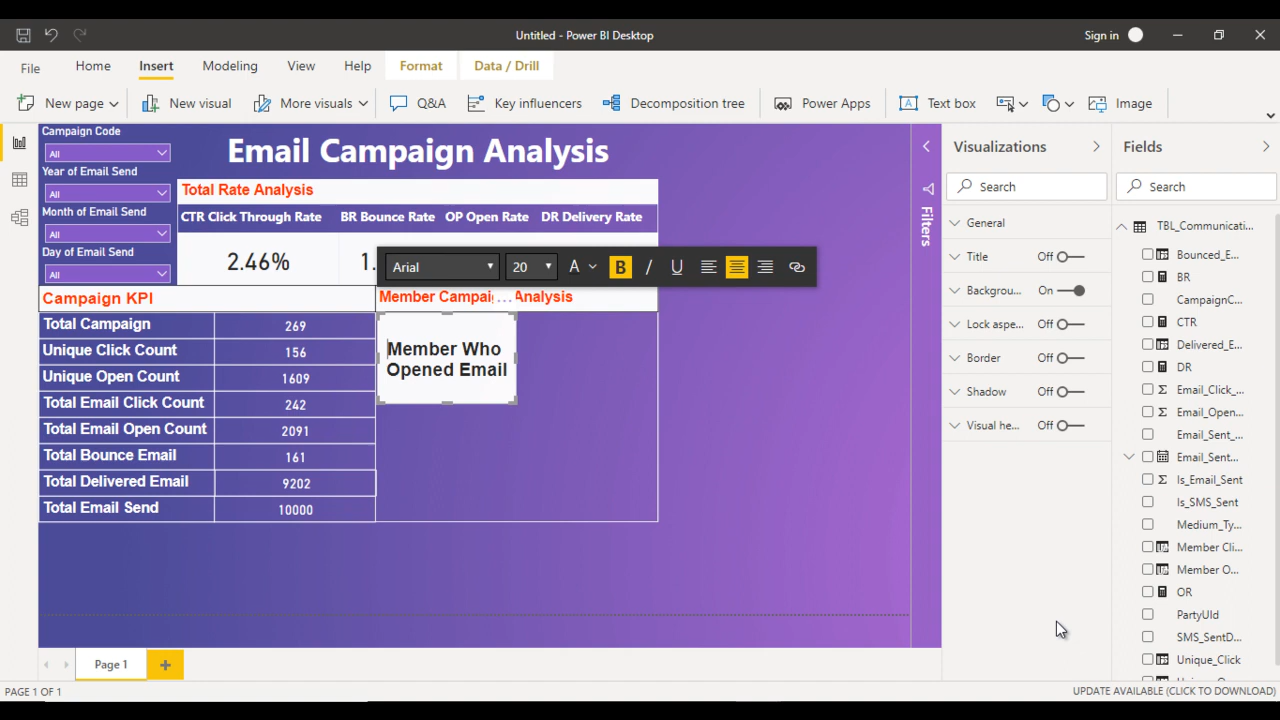 Untitled - Power BI Desktop
Sign in
File Home Insert Modeling View Help Format Data / Drill
New page New visual More visuals Q&A Key influencers Decomposition tree Power Apps Text box Image
Campaign Code
All
Year of Email Send
All
Month of Email Send
All
Day of Email Send
All
Email Campaign Analysis
Total Rate Analysis
CTR Click Through Rate BR Bounce Rate OP Open Rate DR Delivery Rate
2.46% 1.
Arial 20 A B I U
Campaign KPI
Total Campaign 269
Unique Click Count 156
Unique Open Count 1609
Total Email Click Count 242
Total Email Open Count 2091
Total Bounce Email 161
Total Delivered Email 9202
Total Email Send 10000
Member Campai ... Analysis
Member Who
Opened Email
Filters
Visualizations
Search
General
Title Off
Backgrou... On
Lock aspe... Off
Border Off
Shadow Off
Visual he... Off
Fields
Search
TBL_Communicati...
Bounced_E...
BR
CampaignC...
CTR
Delivered_E...
DR
Email_Click_...
Email_Open...
Email_Sent_...
Email_Sent...
Is_Email_Sent
Is_SMS_Sent
Medium_Ty...
Member Cli...
Member O...
OR
PartyUId
SMS_SentD...
Unique_Click
Page 1
PAGE 1 OF 1
UPDATE AVAILABLE (CLICK TO DOWNLOAD)